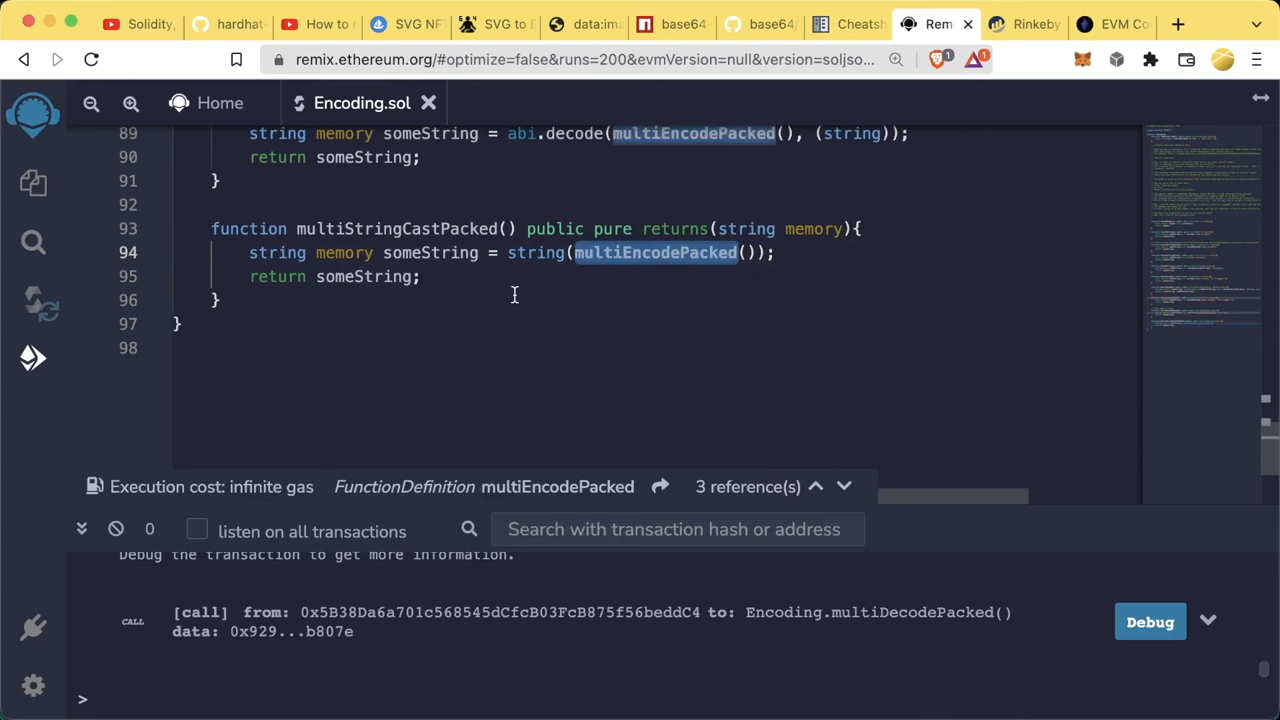 Solidity,
hardhat-
How to r
SVG NFT
SVG to E
data:ima
base64-
base64/
Cheatsh
Remi
Rinkeby
EVM Co
remix.ethereum.org/#optimize=false&runs=200&evmVersion=null&version=soljso...
1
1
Home
Encoding.sol
89 string memory someString = abi.decode(multiEncodePacked(), (string));
90 return someString;
91 }
92
93 function multiStringCastPacked() public pure returns(string memory){
94 string memory someString = string(multiEncodePacked());
95 return someString;
96 }
97 }
98
Execution cost: infinite gas FunctionDefinition multiEncodePacked 3 reference(s)
0 listen on all transactions Search with transaction hash or address
Debug the transaction to get more information.
CALL [call] from: 0x5B38Da6a701c568545dCfcB03FcB875f56beddC4 to: Encoding.multiDecodePacked()
data: 0x929...b807e
Debug
>